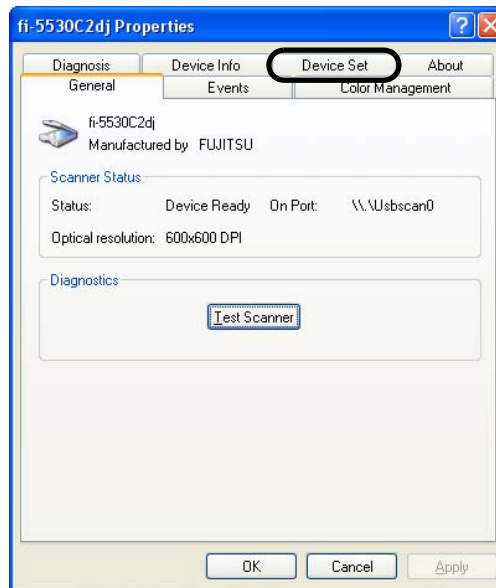 fi-5530C2dj Properties
Diagnosis Device Info Device Set About
General Events Color Management
fi-5530C2dj
Manufactured by FUJITSU
Scanner Status
Status: Device Ready On Port: \\.\Usbscan0
Optical resolution: 600x600 DPI
Diagnostics
Test Scanner
OK Cancel Apply